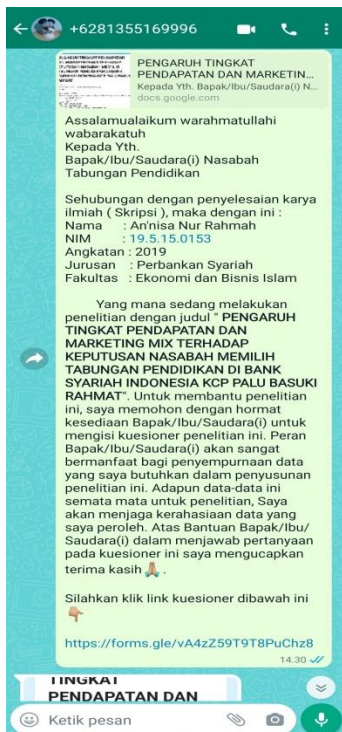 +6281355169996
PENGARUH TINGKAT
PENDAPATAN DAN MARKETIN...
Kepada Yth. Bapak/Ibu/Saudara(i) N...
docs.google.com
Assalamualaikum warahmatullahi
wabarakatuh
Kepada Yth.
Bapak/Ibu/Saudara(i) Nasabah
Tabungan Pendidikan
Sehubungan dengan penyelesaian karya
ilmiah ( Skripsi ), maka dengan ini :
Nama : An'nisa Nur Rahmah
NIM : 19.5.15.0153
Angkatan : 2019
Jurusan : Perbankan Syariah
Fakultas : Ekonomi dan Bisnis Islam
Yang mana sedang melakukan
penelitian dengan judul " PENGARUH
TINGKAT PENDAPATAN DAN
MARKETING MIX TERHADAP
KEPUTUSAN NASABAH MEMILIH
TABUNGAN PENDIDIKAN DI BANK
SYARIAH INDONESIA KCP PALU BASUKI
RAHMAT". Untuk membantu penelitian
ini, saya memohon dengan hormat
kesediaan Bapak/Ibu/Saudara(i) untuk
mengisi kuesioner penelitian ini. Peran
Bapak/Ibu/Saudara(i) akan sangat
bermanfaat bagi penyempurnaan data
yang saya butuhkan dalam penyusunan
penelitian ini. Adapun data-data ini
semata mata untuk penelitian, Saya
akan menjaga kerahasiaan data yang
saya peroleh. Atas Bantuan Bapak/Ibu/
Saudara(i) dalam menjawab pertanyaan
pada kuesioner ini saya mengucapkan
terima kasih 🙏🏼 .
Silahkan klik link kuesioner dibawah ini
👇🏼
https://forms.gle/vA4zZ59T9T8PuChz8
14.30
TINGKAT
PENDAPATAN DAN
Ketik pesan